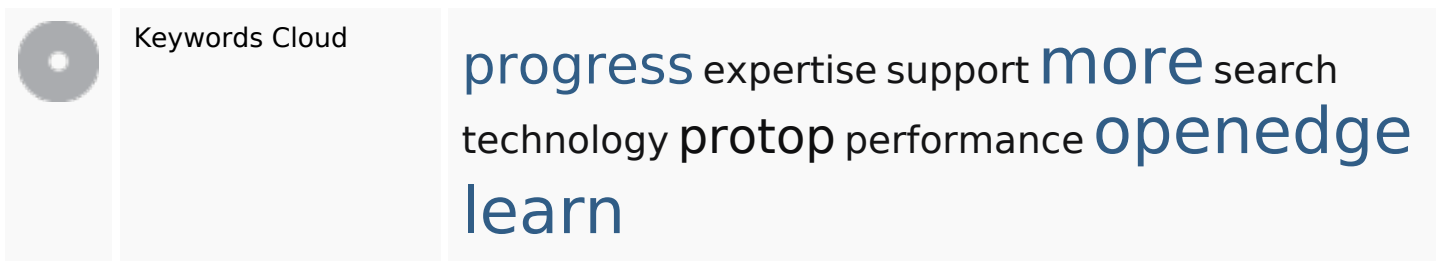 Keywords Cloud
progress expertise support more search
technology protop performance openedge
learn